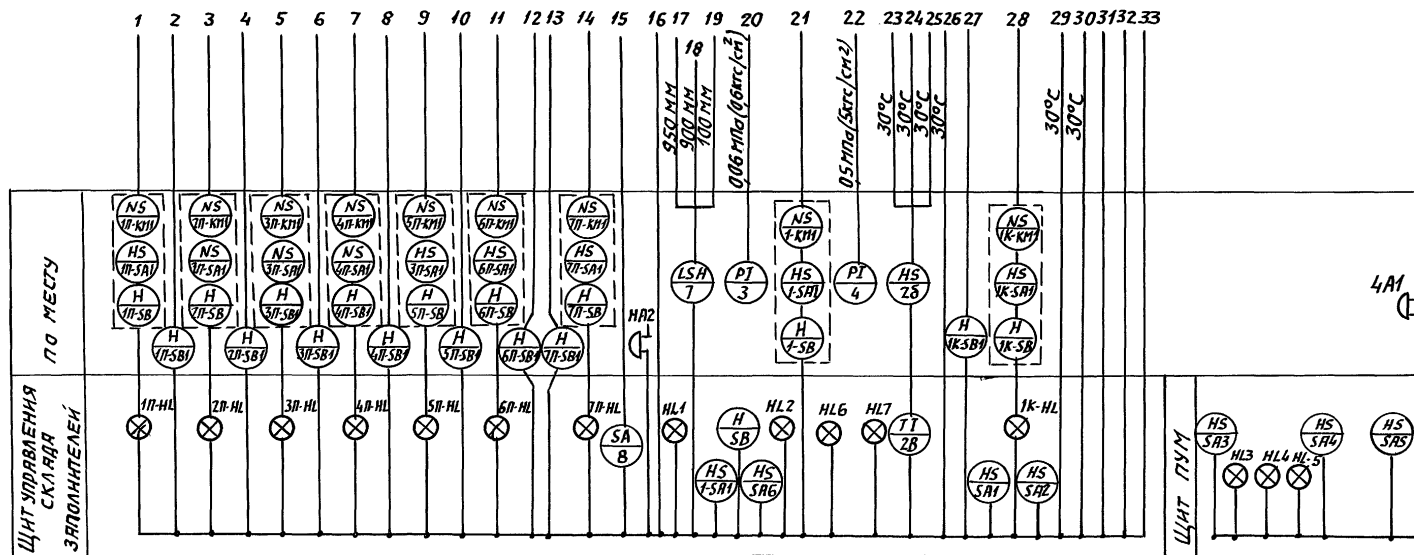 1 2 3 4 5 6 7 8 9 10 11 12 13 14 15 16 17 19 20 21 22 23 24 25 26 27 28 29 30 31 32 33
18
950 мм
900 мм
100 мм
0,06 МПа (0,6 кгс/см²)
0,5 МПа (5 кгс/см²)
30°С
30°С
30°С
30°С
30°С
30°С
ПО МЕСТУ
NS 1П-КМ1
HS 1П-SA1
H 1П-SB
H 1П-SB1
NS 2П-КМ1
NS 2П-SA1
H 2П-SB
H 2П-SB1
NS 3П-КМ1
NS 3П-SA1
H 3П-SB1
H 3П-SB1
NS 4П-КМ1
NS 4П-SA1
H 4П-SB1
H 4П-SB1
NS 5П-КМ1
HS 3П-SA1
H 5П-SB
H 5П-SB1
NS 6П-КМ1
HS 6П-SA1
H 6П-SB
H 6П-SB1
H 7П-SB1
NS 7П-КМ1
HS 7П-SA1
H 7П-SB
НА2
LSH 7
PI 3
NS 1-КМ1
HS 1-SA1
H 1-SB
PI 4
HS 2б
H 1К-SB1
NS 1К-КМ1
HS 1К-SA1
H 1К-SB
4А1
ЩИТ УПРАВЛЕНИЯ
СКЛАДА
ЗАПОЛНИТЕЛЕЙ
1П-HL
2П-HL
3П-HL
4П-HL
5П-HL
6П-HL
7П-HL
SA 8
HL1
H SB
HS 1-SA1
HS SA6
HL2
HL6
HL7
TI 2В
HS SA1
1К-HL
HS SA2
ЩИТ ПУМ
HS SA3
HL3
HL4
HL5
HS SA4
HS SA5